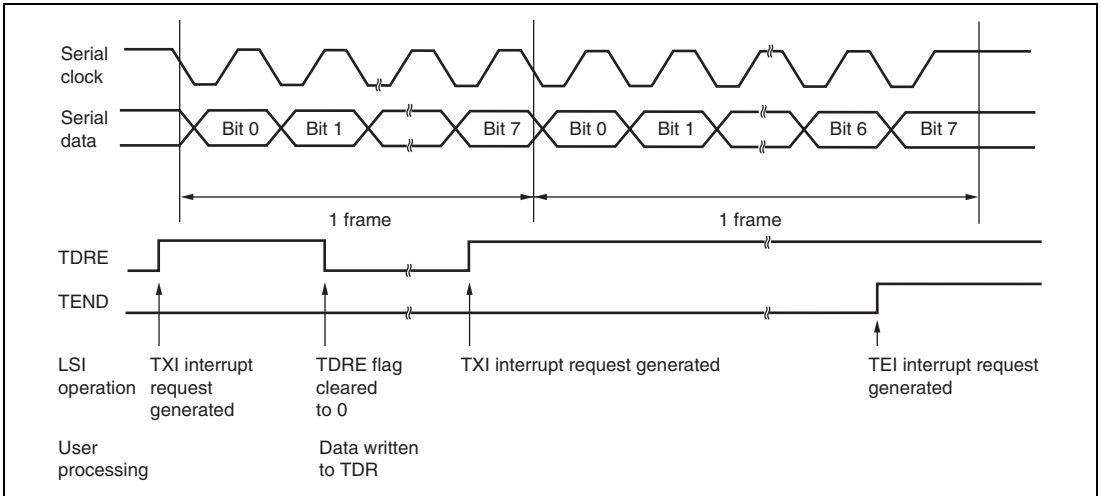 Serial
clock
Serial
data
Bit 0
Bit 1
Bit 7
Bit 0
Bit 1
Bit 6
Bit 7
1 frame
1 frame
TDRE
TEND
LSI
operation
TXI interrupt
request
generated
TDRE flag
cleared
to 0
TXI interrupt request generated
TEI interrupt request
generated
User
processing
Data written
to TDR